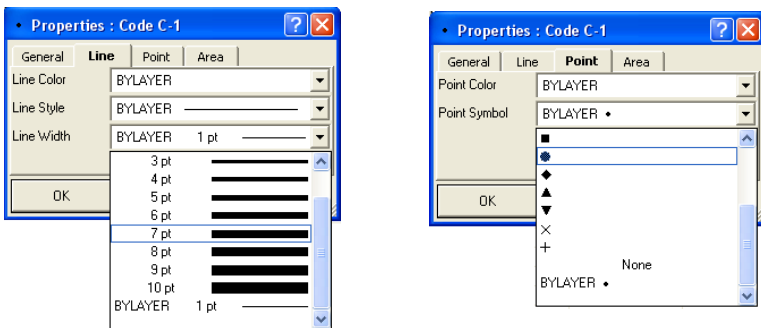 Properties : Code C-1
General Line Point Area
Line Color BYLAYER
Line Style BYLAYER
Line Width BYLAYER 1 pt
3 pt
4 pt
5 pt
6 pt
7 pt
8 pt
9 pt
10 pt
BYLAYER 1 pt
OK
Properties : Code C-1
General Line Point Area
Point Color BYLAYER
Point Symbol BYLAYER
None
BYLAYER
OK